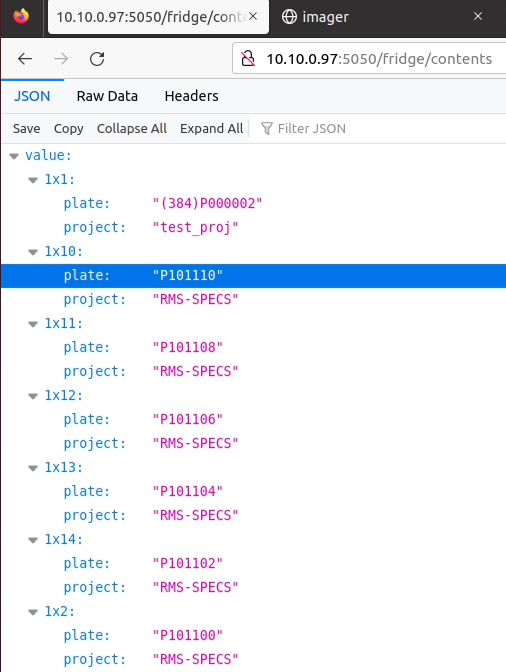 10.10.0.97:5050/fridge/cont
imager
10.10.0.97:5050/fridge/contents
JSON Raw Data Headers
Save Copy Collapse All Expand All Filter JSON
value:
1x1:
plate: "(384)P000002"
project: "test_proj"
1x10:
plate: "P101110"
project: "RMS-SPECS"
1x11:
plate: "P101108"
project: "RMS-SPECS"
1x12:
plate: "P101106"
project: "RMS-SPECS"
1x13:
plate: "P101104"
project: "RMS-SPECS"
1x14:
plate: "P101102"
project: "RMS-SPECS"
1x2:
plate: "P101100"
project: "RMS-SPECS"